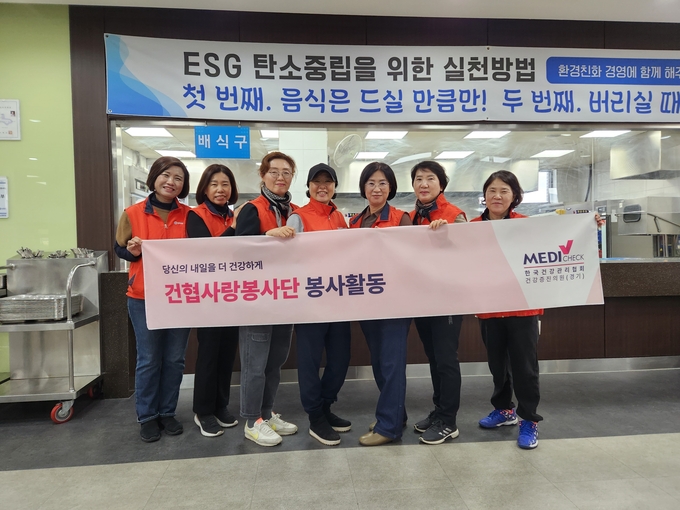 ESG 탄소중립을 위한 실천방법
환경친화 경영에 함께 해주
첫 번째. 음식은 드실 만큼만! 두 번째. 버리실 때
배식구
당신의 내일을 더 건강하게
건협사랑봉사단 봉사활동
MEDI CHECK
한국건강관리협회
건강증진의원(경기)